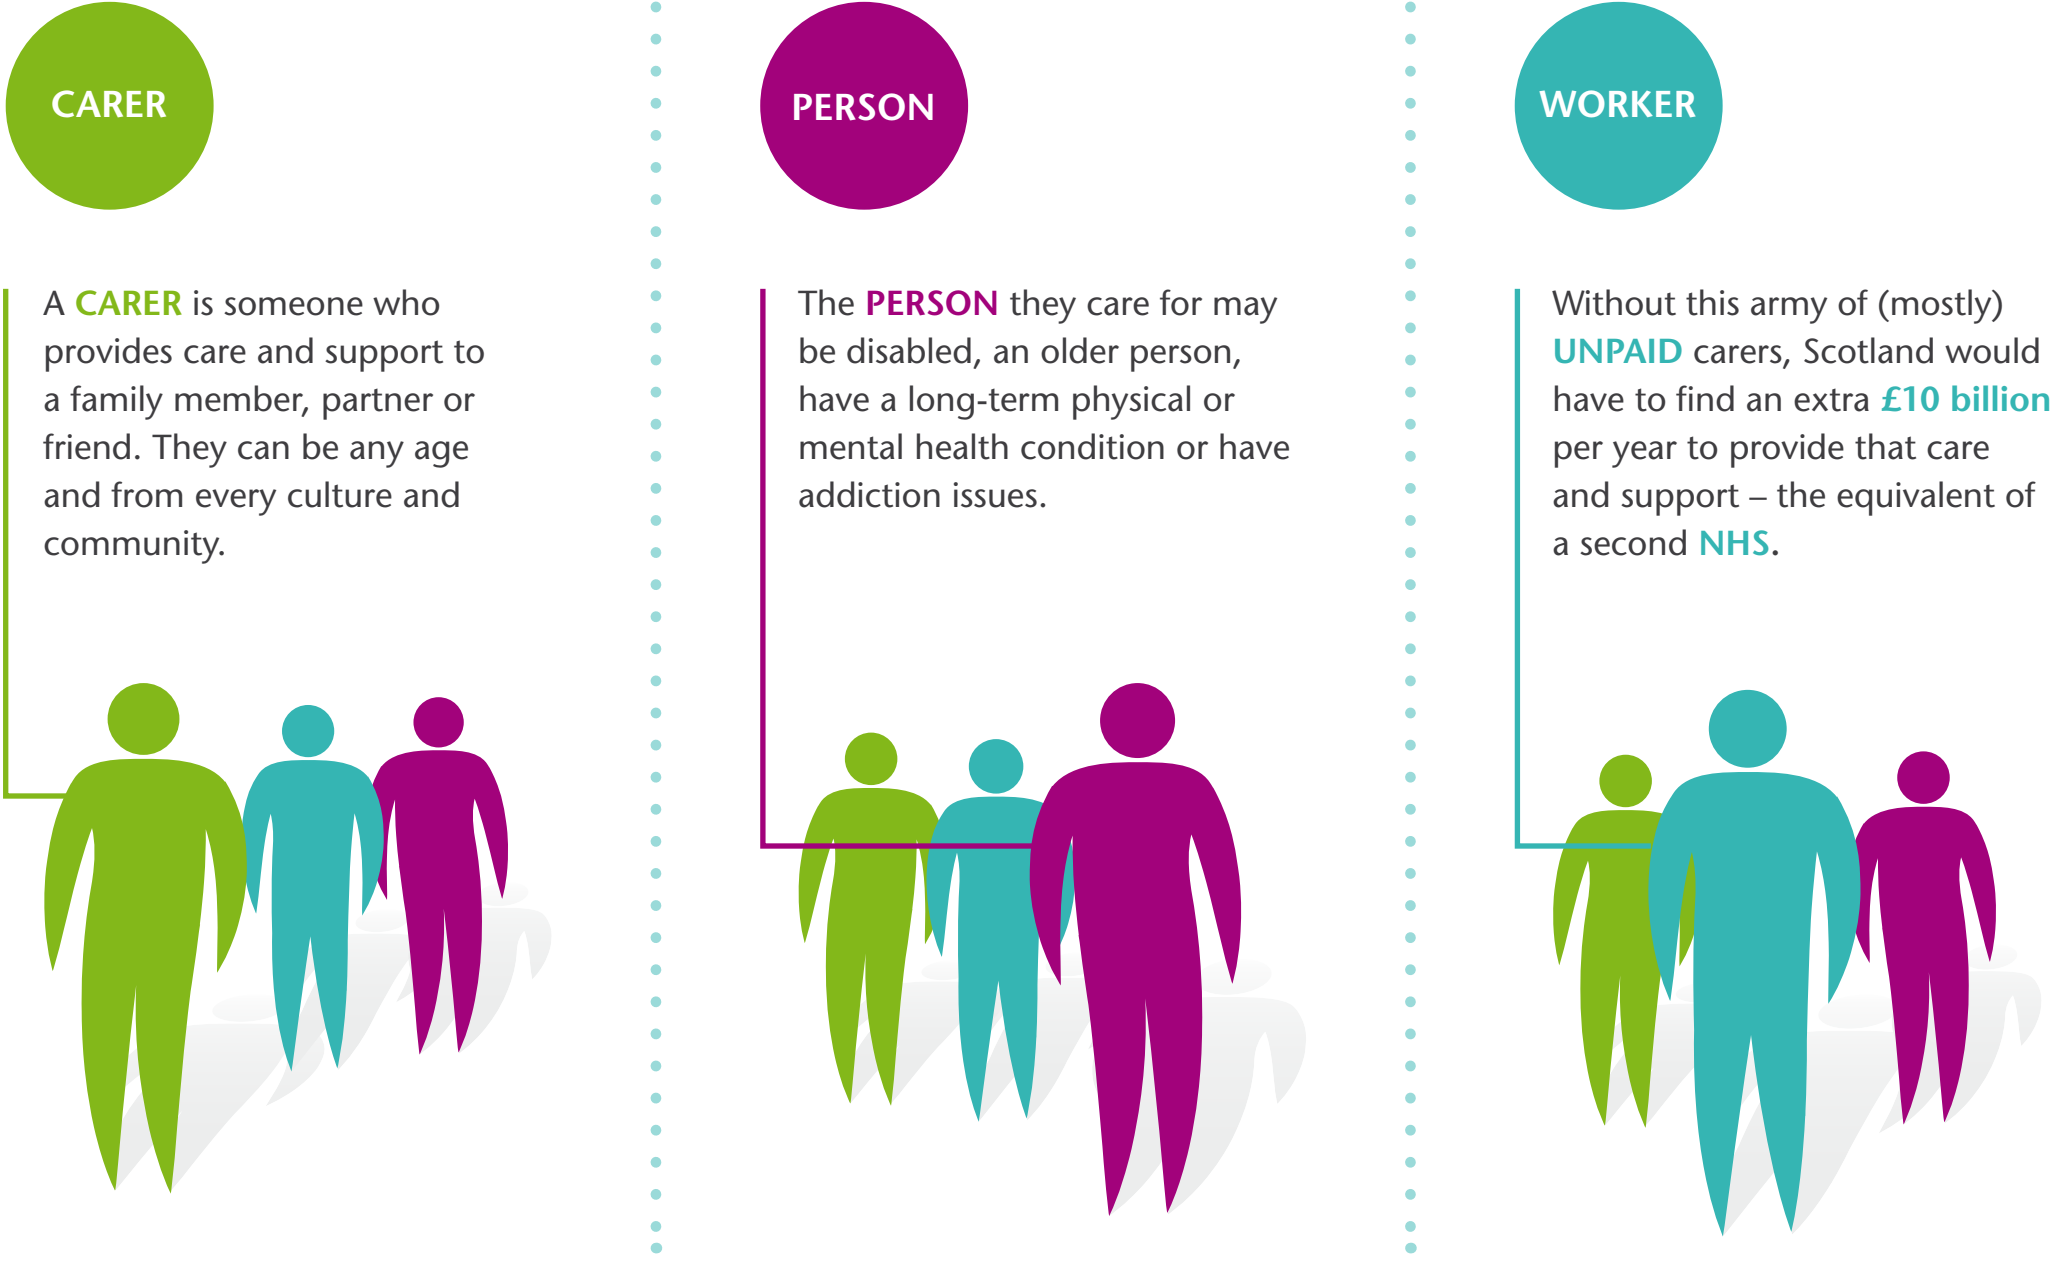 CARER
A CARER is someone who
provides care and support to
a family member, partner or
friend. They can be any age
and from every culture and
community.
PERSON
The PERSON they care for may
be disabled, an older person,
have a long-term physical or
mental health condition or have
addiction issues.
WORKER
Without this army of (mostly)
UNPAID carers, Scotland would
have to find an extra £10 billion
per year to provide that care
and support – the equivalent of
a second NHS.